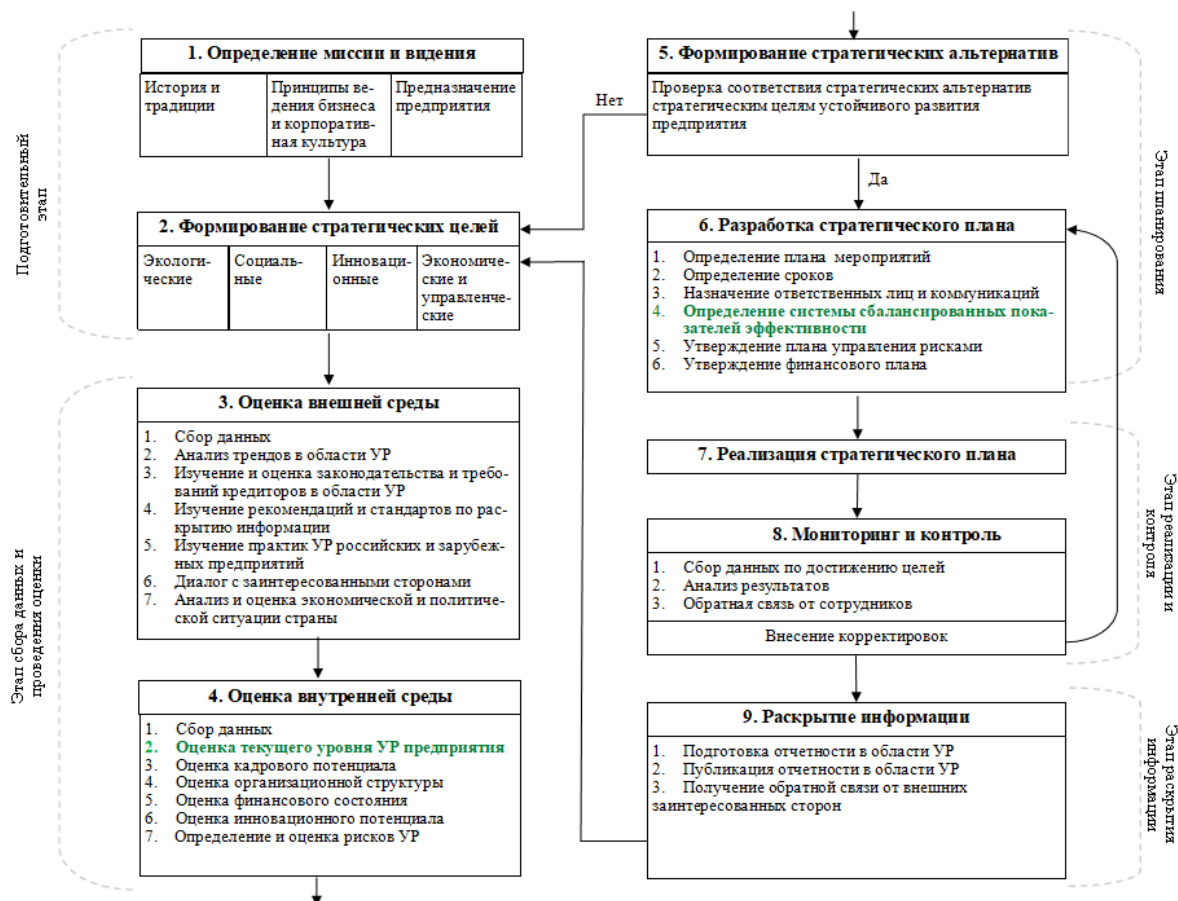 Подготовительный
этап
1. Определение миссии и видения
История и
традиции
Принципы ве-
дения бизнеса
и корпоратив-
ная культура
Предназначение
предприятия
2. Формирование стратегических целей
Экологи-
ческие
Социаль-
ные
Инноваци-
онные
Экономиче-
ские и
управленче-
ские
Этап сбора данных и
проведения оценки
3. Оценка внешней среды
1. Сбор данных
2. Анализ трендов в области УР
3. Изучение и оценка законодательства и требо-
ваний кредиторов в области УР
4. Изучение рекомендаций и стандартов по рас-
крытию информации
5. Изучение практик УР российских и зарубеж-
ных предприятий
6. Диалог с заинтересованными сторонами
7. Анализ и оценка экономической и политиче-
ской ситуации страны
4. Оценка внутренней среды
1. Сбор данных
2. Оценка текущего уровня УР предприятия
3. Оценка кадрового потенциала
4. Оценка организационной структуры
5. Оценка финансового состояния
6. Оценка инновационного потенциала
7. Определение и оценка рисков УР
5. Формирование стратегических альтернатив
Проверка соответствия стратегических альтернатив
стратегическим целям устойчивого развития
предприятия
Нет
Да
Этап планирования
6. Разработка стратегического плана
1. Определение плана мероприятий
2. Определение сроков
3. Назначение ответственных лиц и коммуникаций
4. Определение системы сбалансированных пока-
зателей эффективности
5. Утверждение плана управления рисками
6. Утверждение финансового плана
7. Реализация стратегического плана
Этап реализации и
контроля
8. Мониторинг и контроль
1. Сбор данных по достижению целей
2. Анализ результатов
3. Обратная связь от сотрудников
Внесение корректировок
9. Раскрытие информации
1. Подготовка отчетности в области УР
2. Публикация отчетности в области УР
3. Получение обратной связи от внешних
заинтересованных сторон
Этап раскрытия
информации